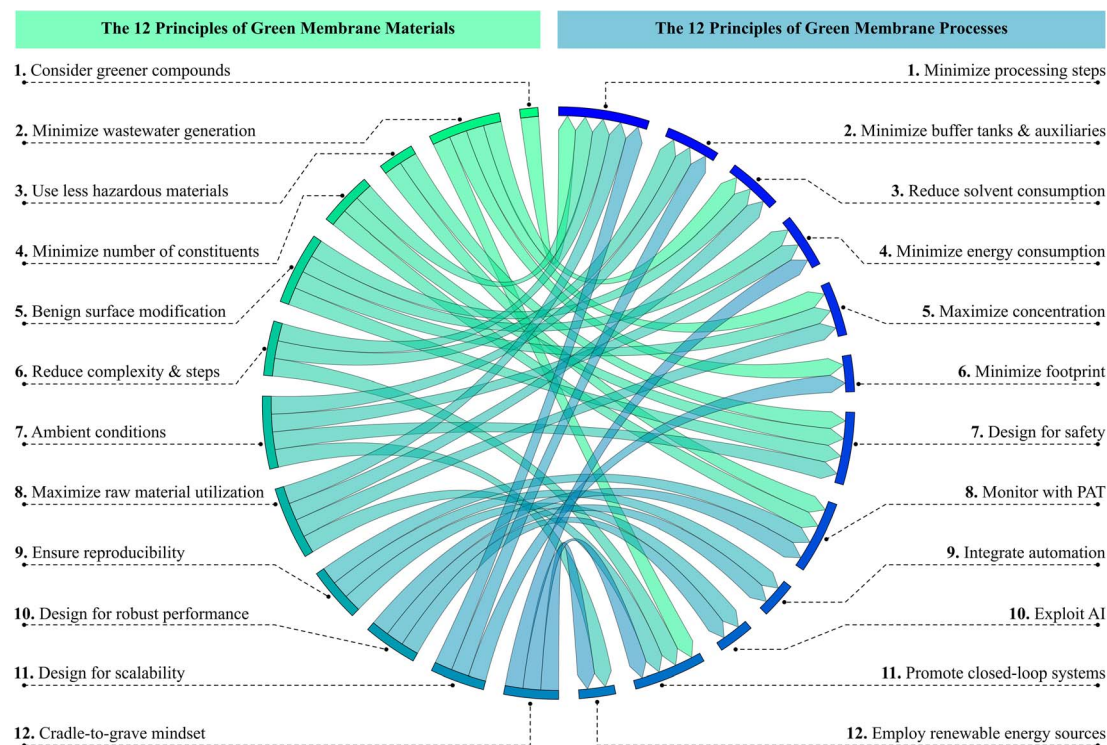 The 12 Principles of Green Membrane Materials
The 12 Principles of Green Membrane Processes
1. Consider greener compounds
2. Minimize wastewater generation
3. Use less hazardous materials
4. Minimize number of constituents
5. Benign surface modification
6. Reduce complexity & steps
7. Ambient conditions
8. Maximize raw material utilization
9. Ensure reproducibility
10. Design for robust performance
11. Design for scalability
12. Cradle-to-grave mindset
1. Minimize processing steps
2. Minimize buffer tanks & auxiliaries
3. Reduce solvent consumption
4. Minimize energy consumption
5. Maximize concentration
6. Minimize footprint
7. Design for safety
8. Monitor with PAT
9. Integrate automation
10. Exploit AI
11. Promote closed-loop systems
12. Employ renewable energy sources